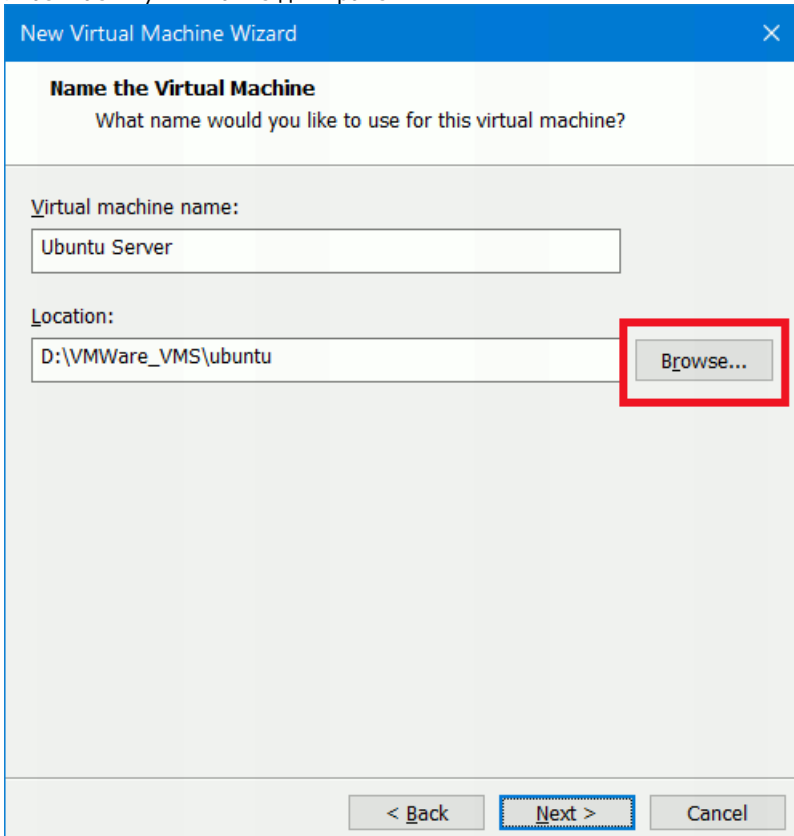 New Virtual Machine Wizard
Name the Virtual Machine
What name would you like to use for this virtual machine?
Virtual machine name:
Ubuntu Server
Location:
D:\VMWare_VMS\ubuntu
Browse...
< Back Next > Cancel